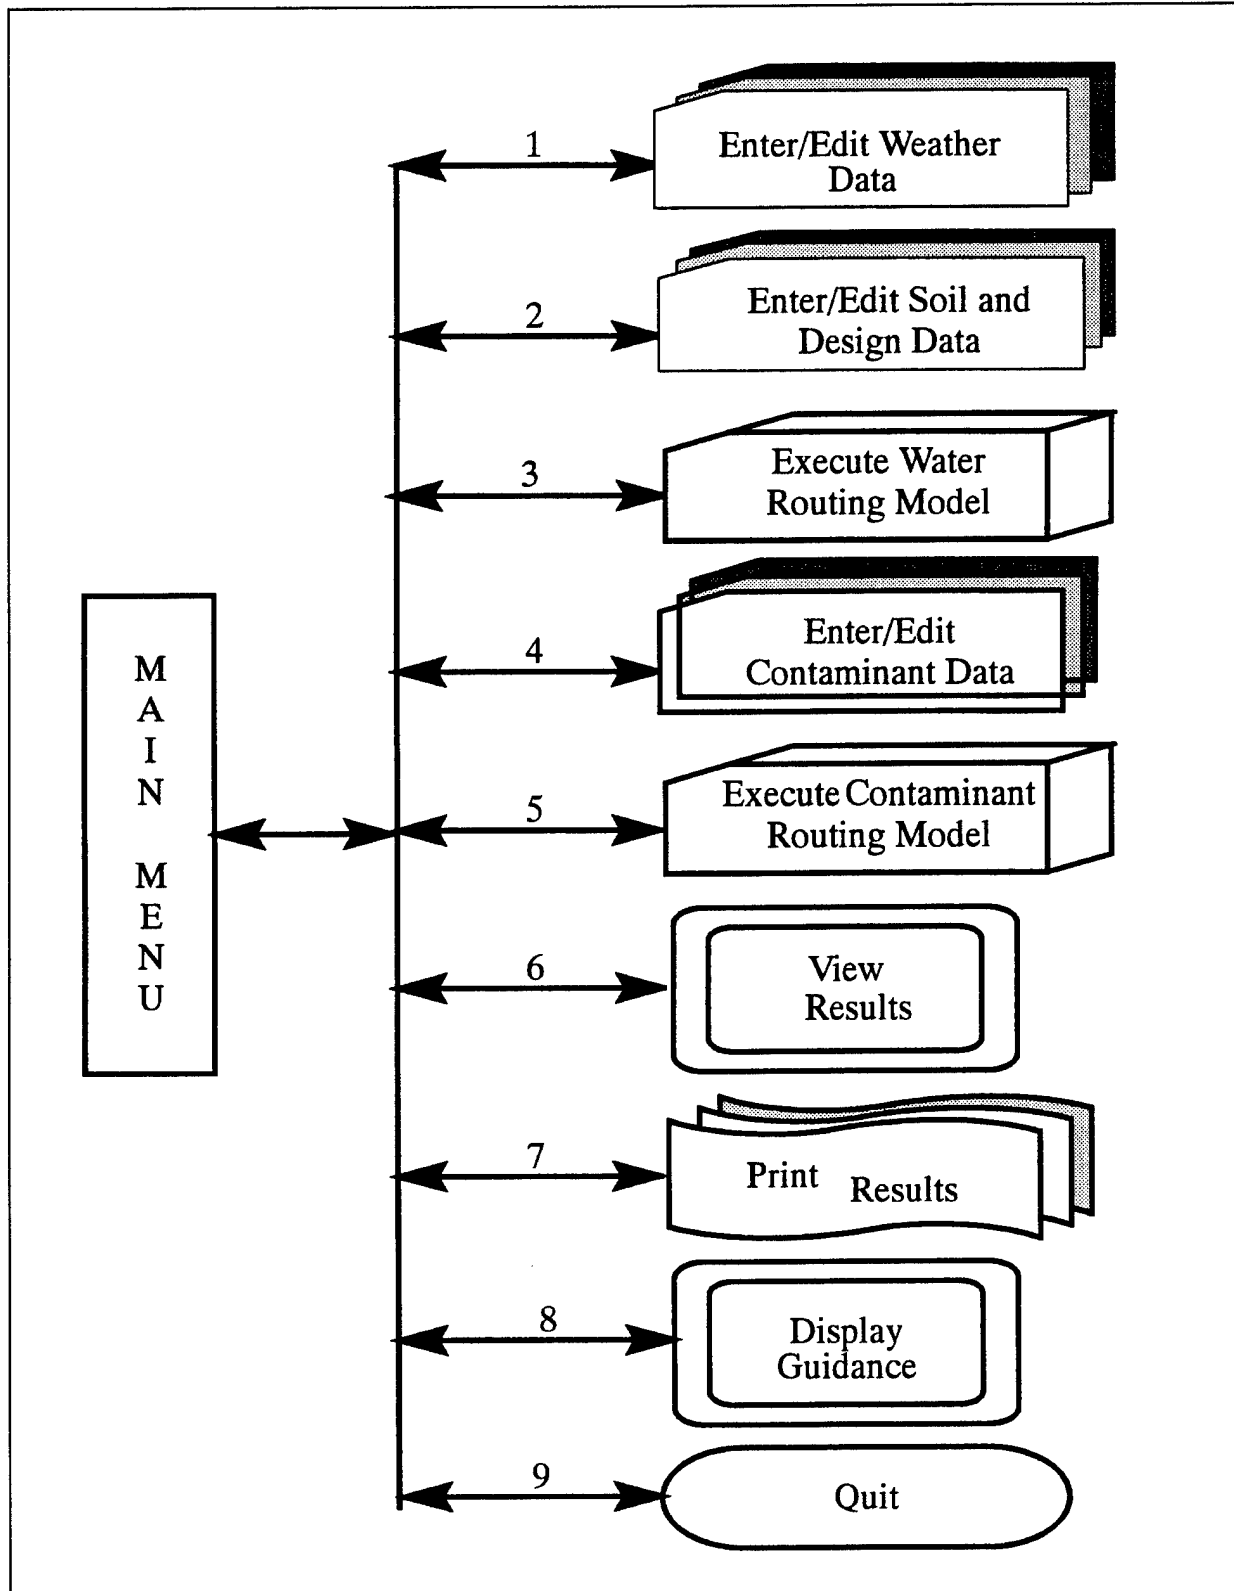 MAIN MENU
1
Enter/Edit Weather
Data
2
Enter/Edit Soil and
Design Data
3
Execute Water
Routing Model
4
Enter/Edit
Contaminant Data
5
Execute Contaminant
Routing Model
6
View
Results
7
Print Results
8
Display
Guidance
9
Quit